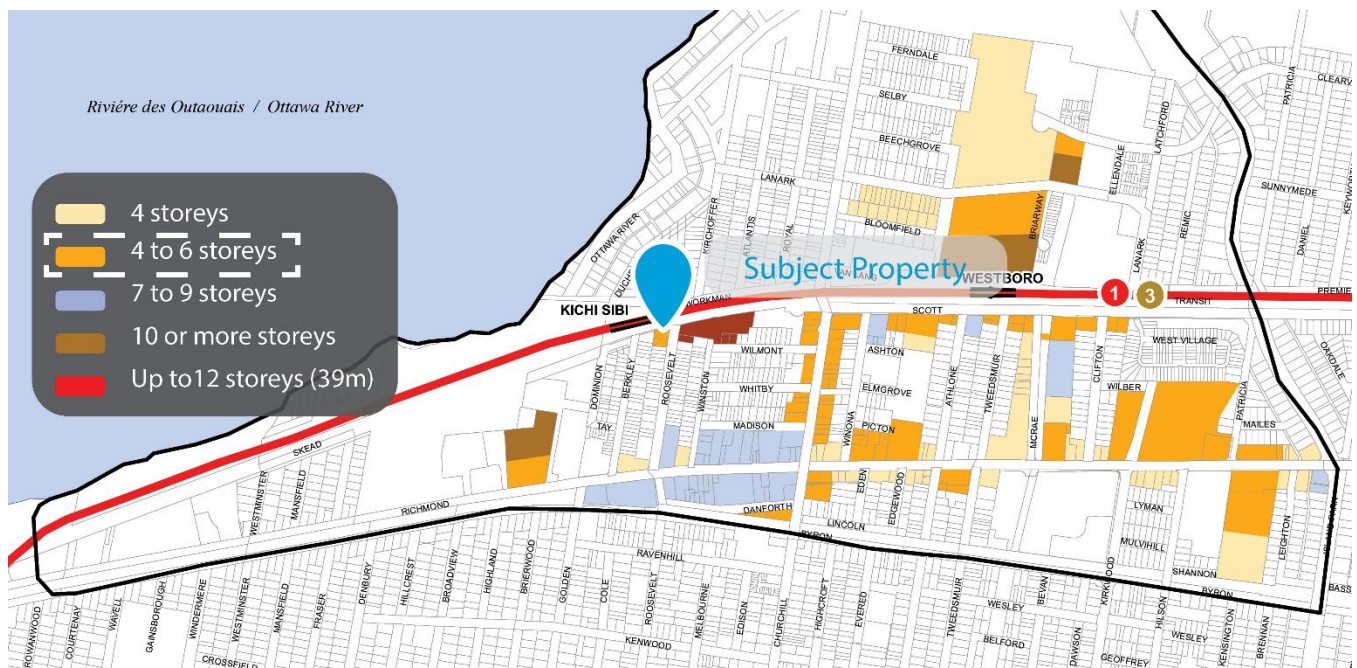 Riviére des Outaouais / Ottawa River
4 storeys
4 to 6 storeys
7 to 9 storeys
10 or more storeys
Up to12 storeys (39m)
Subject Property
KICHI SIBI
WESTBORO
1
3
FERNDALE
SELBY
BEECHGROVE
LANARK
BLOOMFIELD
KIRCHOFFER
ATLANTIS
ROYAL
OTTAWA RIVER
WORKMAN
SCOTT
TRANSIT
BRIARWAY
ELLENDALE
LATCHFORD
REMIC
LANARK
PATRICIA
SUNNYMEDE
DANIEL
OAKDALE
WILMONT
WHITBY
MADISON
ASHTON
ELMGROVE
PICTON
WINONA
ATHLONE
TWEEDSMUIR
MCRAE
CLIFTON
WEST VILLAGE
WILBER
PATRICIA
MAILES
DOMINION
BERKLEY
ROOSEVELT
WINSTON
TAY
SKEAD
WESTMINSTER
MANSFIELD
RICHMOND
DANFORTH
EDEN
EDGEWOOD
LINCOLN
BYRON
LYMAN
MULVIHILL
SHANNON
BYRON
LEIGHTON
ROWANWOOD
COURTENAY
WAVELL
GAINSBOROUGH
WINDERMERE
WESTMINSTER
MANSFIELD
FRASER
DENBURY
HILLCREST
BROADVIEW
HIGHLAND
BRIERWOOD
GOLDEN
COLE
ROOSEVELT
RAVENHILL
MELBOURNE
EDISON
CHURCHILL
HIGHCROFT
EVERED
TWEEDSMUIR
WESLEY
BEVAN
BELFORD
DAWSON
KIRKWOOD
GEOFFREY
HILSON
WESLEY
KENSINGTON
BRENNAN
KENWOOD
CROSSFIELD